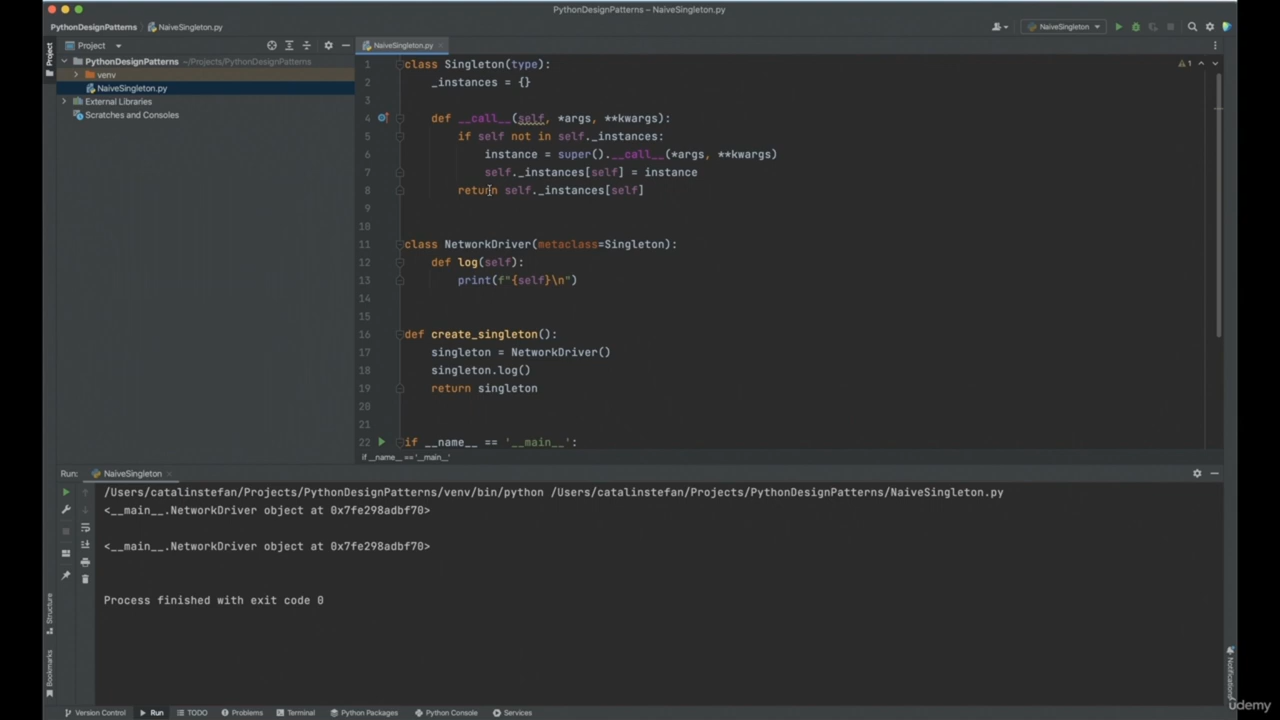 PythonDesignPatterns – NaiveSingleton.py
PythonDesignPatterns
NaiveSingleton.py
NaiveSingleton
Project
Project
NaiveSingleton.py
PythonDesignPatterns ~/Projects/PythonDesignPatterns
venv
NaiveSingleton.py
External Libraries
Scratches and Consoles
1 class Singleton(type):
2 _instances = {}
3
4 def __call__(self, *args, **kwargs):
5 if self not in self._instances:
6 instance = super().__call__(*args, **kwargs)
7 self._instances[self] = instance
8 return self._instances[self]
9
10
11 class NetworkDriver(metaclass=Singleton):
12 def log(self):
13 print(f"{self}\n")
14
15
16 def create_singleton():
17 singleton = NetworkDriver()
18 singleton.log()
19 return singleton
20
21
22 if __name__ == '__main__':
1
if __name__ == '__main__'
Run: NaiveSingleton
/Users/catalinstefan/Projects/PythonDesignPatterns/venv/bin/python /Users/catalinstefan/Projects/PythonDesignPatterns/NaiveSingleton.py
<__main__.NetworkDriver object at 0x7fe298adbf70>
<__main__.NetworkDriver object at 0x7fe298adbf70>
Process finished with exit code 0
Structure
Bookmarks
Notifications
Version Control Run TODO Problems Terminal Python Packages Python Console Services
udemy